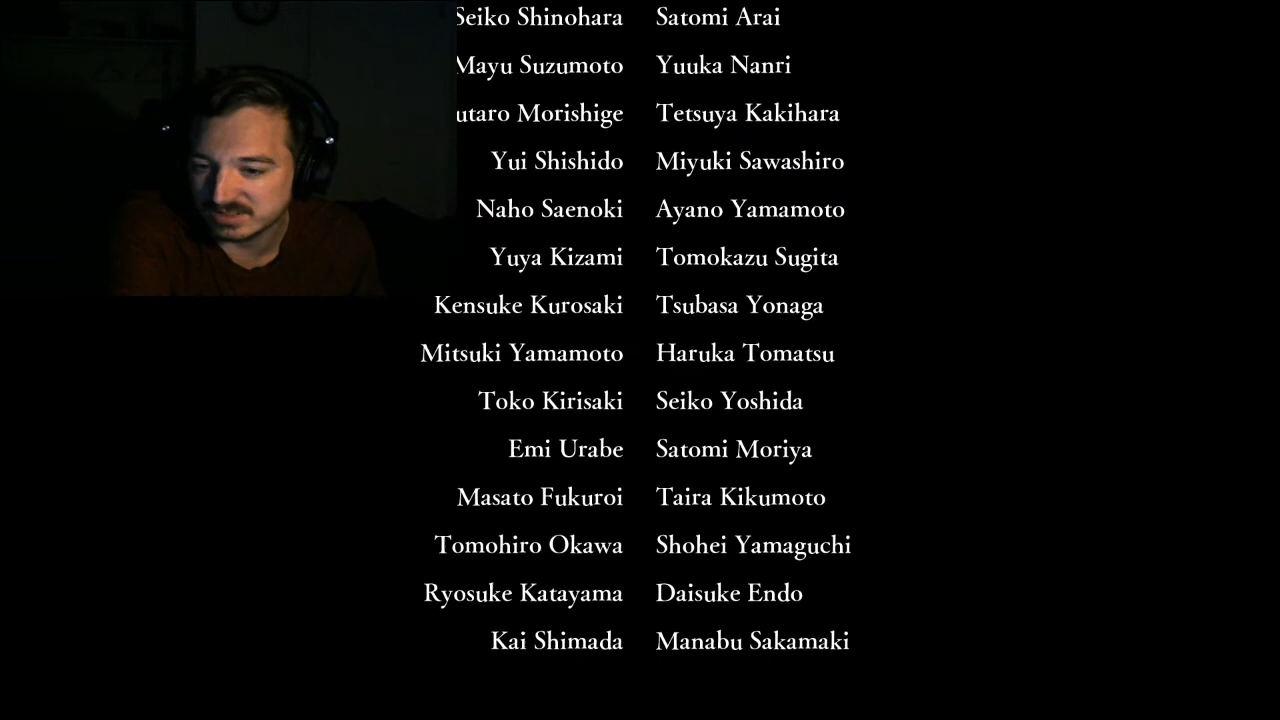 Seiko Shinohara Satomi Arai
Mayu Suzumoto Yuuka Nanri
utaro Morishige Tetsuya Kakihara
Yui Shishido Miyuki Sawashiro
Naho Saenoki Ayano Yamamoto
Yuya Kizami Tomokazu Sugita
Kensuke Kurosaki Tsubasa Yonaga
Mitsuki Yamamoto Haruka Tomatsu
Toko Kirisaki Seiko Yoshida
Emi Urabe Satomi Moriya
Masato Fukuroi Taira Kikumoto
Tomohiro Okawa Shohei Yamaguchi
Ryosuke Katayama Daisuke Endo
Kai Shimada Manabu Sakamaki